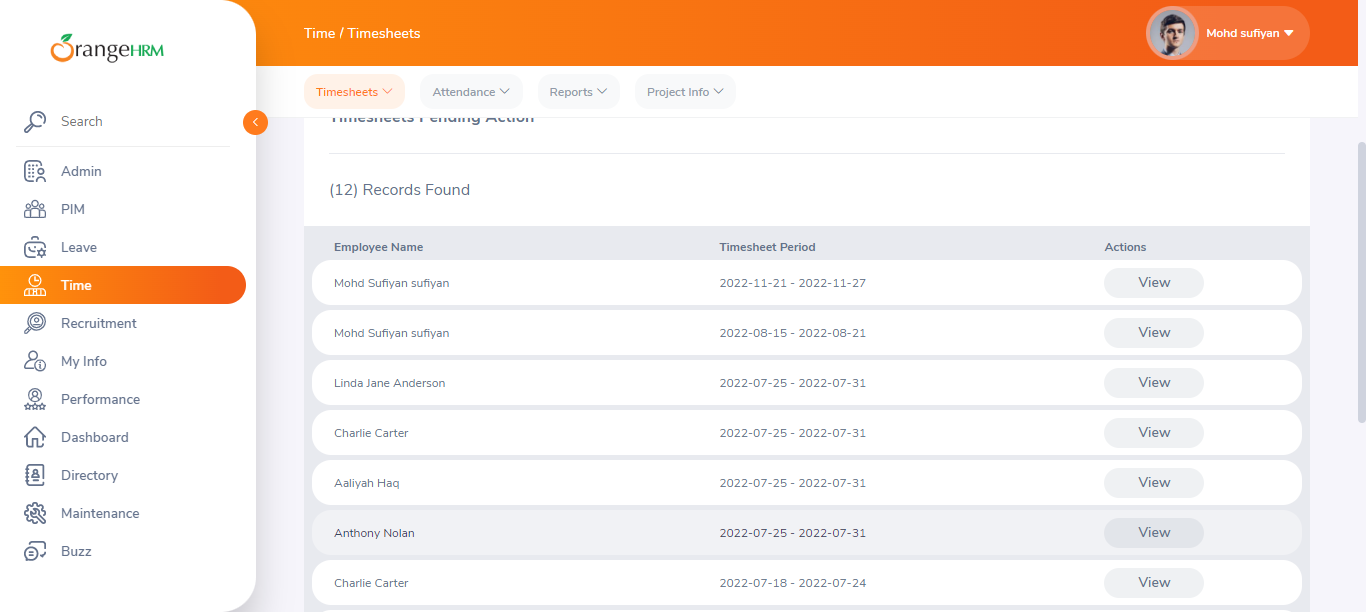 OrangeHRM
Time / Timesheets
Mohd sufiyan
Timesheets
Attendance
Reports
Project Info
Search
Admin
PIM
Leave
Time
Recruitment
My Info
Performance
Dashboard
Directory
Maintenance
Buzz
Timesheets Pending Action
(12) Records Found
Employee Name Timesheet Period Actions
Mohd Sufiyan sufiyan 2022-11-21 - 2022-11-27 View
Mohd Sufiyan sufiyan 2022-08-15 - 2022-08-21 View
Linda Jane Anderson 2022-07-25 - 2022-07-31 View
Charlie Carter 2022-07-25 - 2022-07-31 View
Aaliyah Haq 2022-07-25 - 2022-07-31 View
Anthony Nolan 2022-07-25 - 2022-07-31 View
Charlie Carter 2022-07-18 - 2022-07-24 View